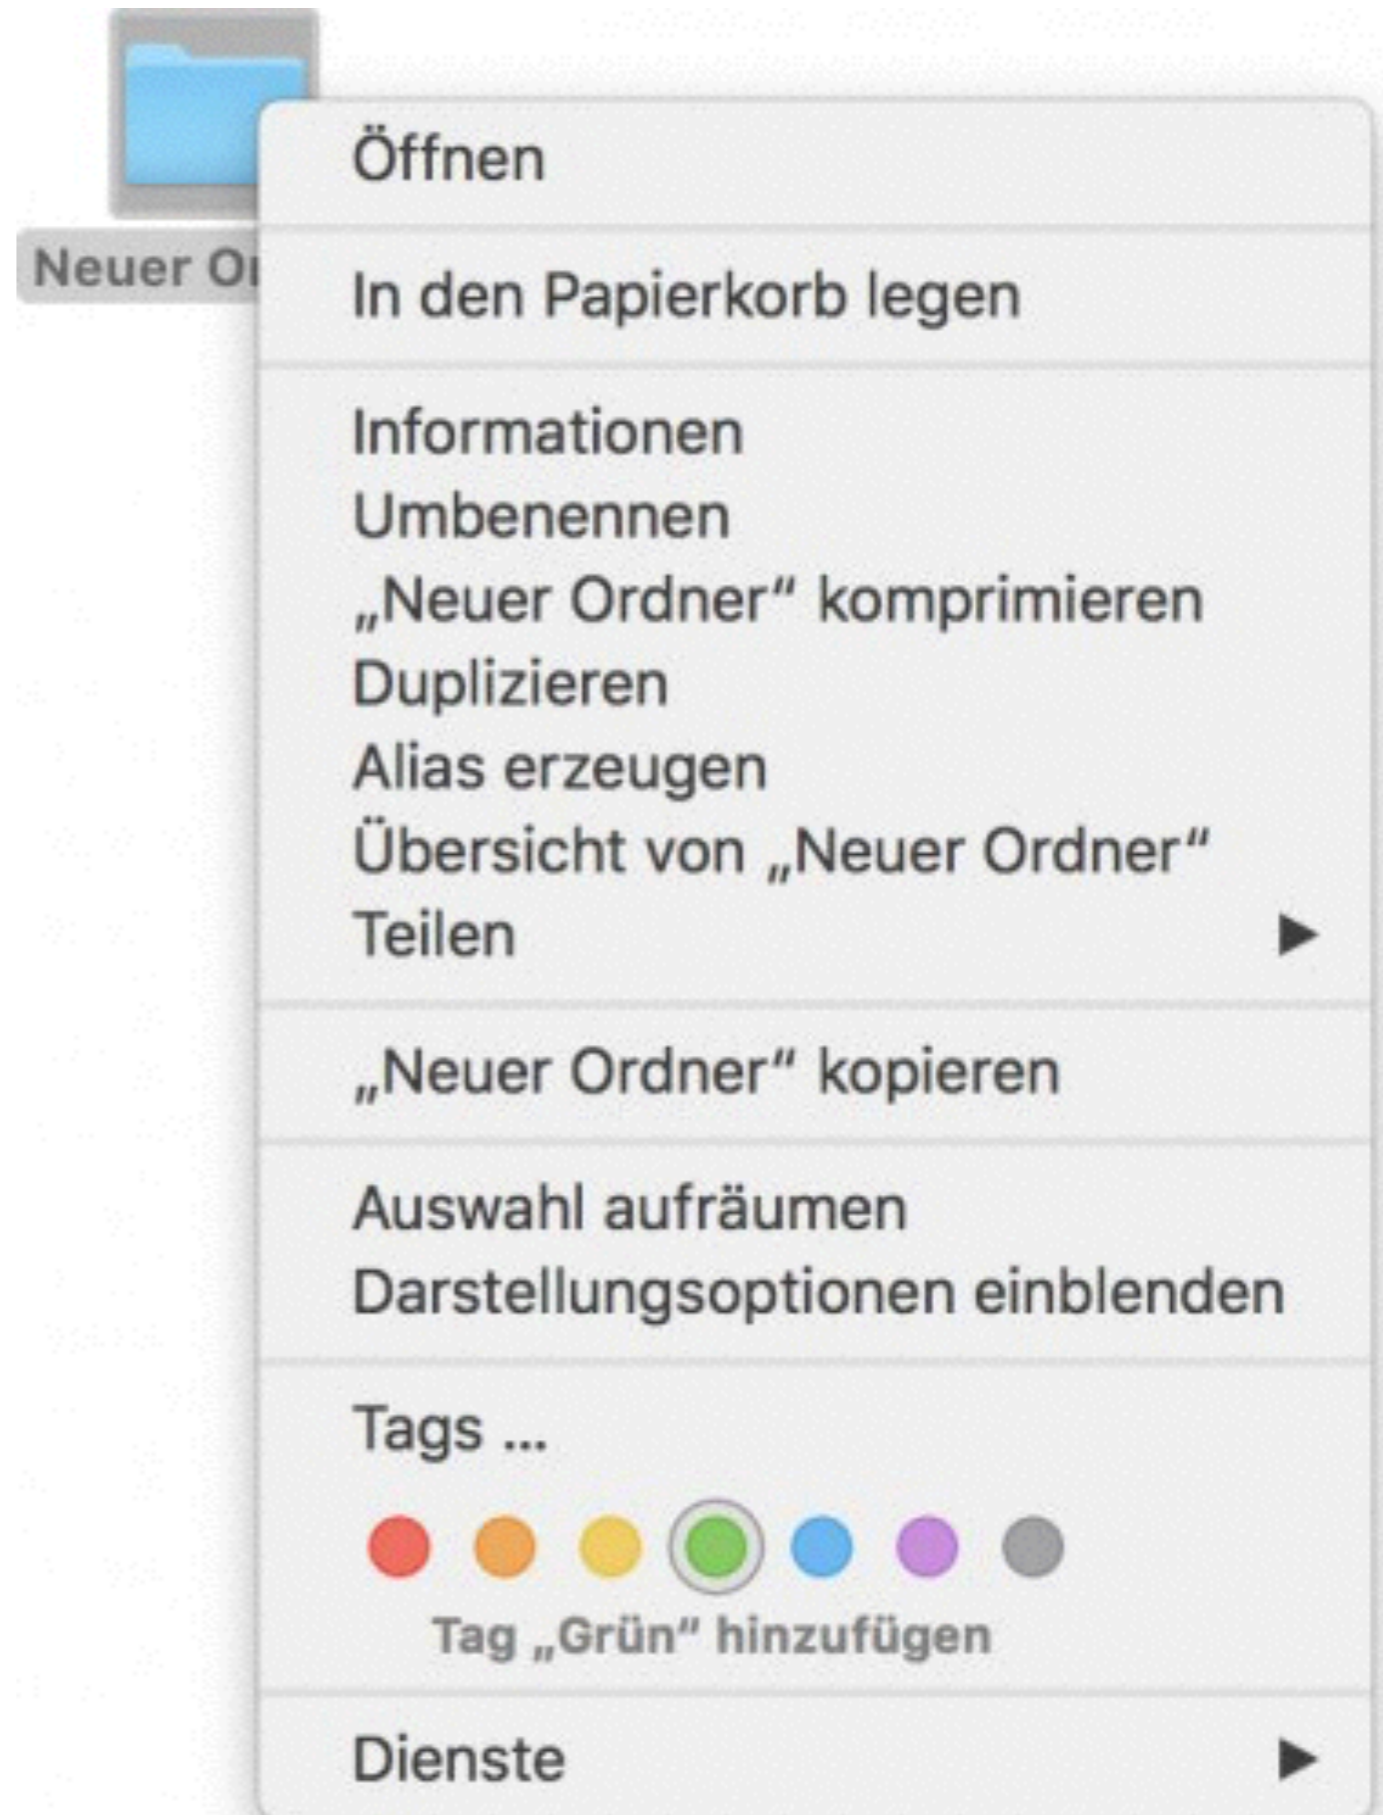 Neuer Or
Öffnen
In den Papierkorb legen
Informationen
Umbenennen
„Neuer Ordner“ komprimieren
Duplizieren
Alias erzeugen
Übersicht von „Neuer Ordner“
Teilen
„Neuer Ordner“ kopieren
Auswahl aufräumen
Darstellungsoptionen einblenden
Tags ...
Tag „Grün“ hinzufügen
Dienste